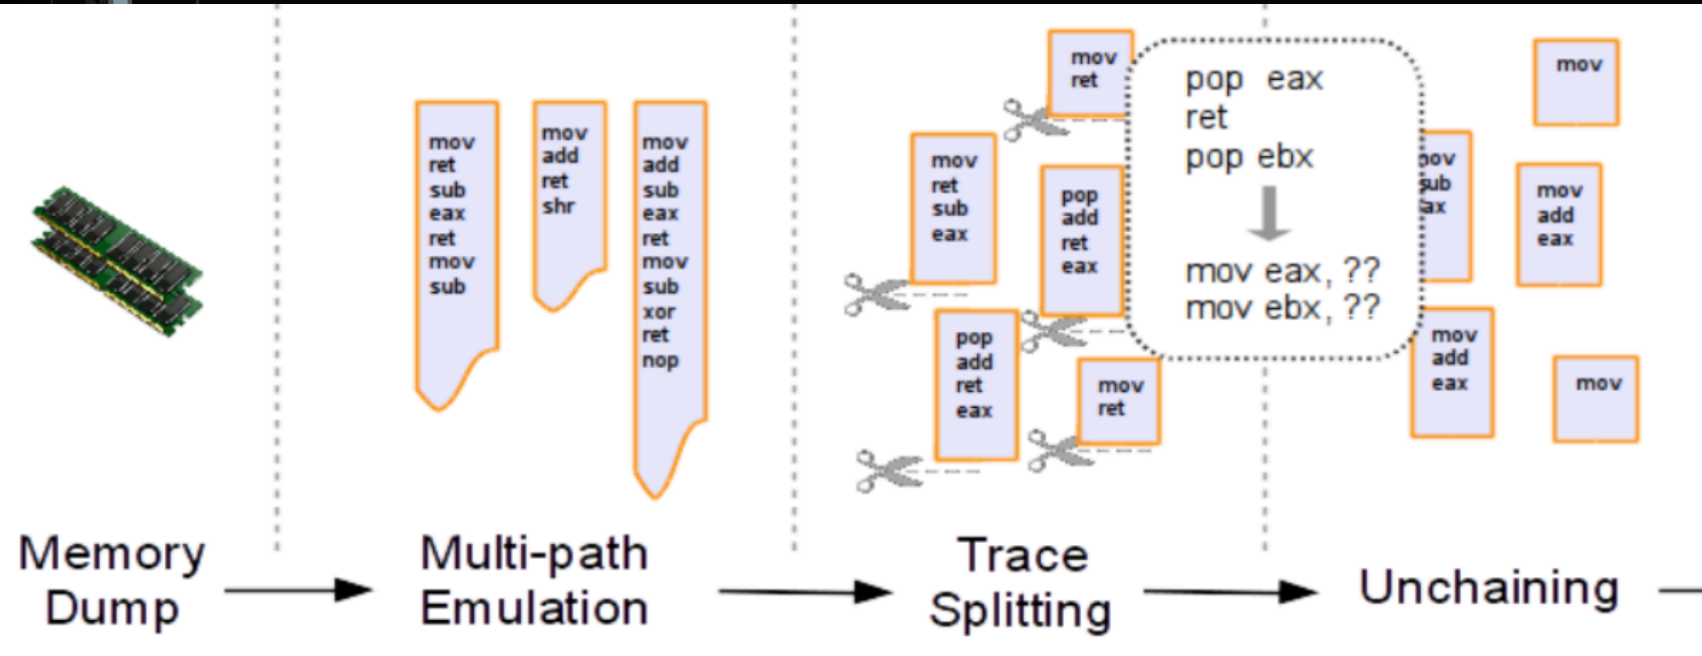 mov
ret
sub
eax
ret
mov
sub
mov
add
ret
shr
mov
add
sub
eax
ret
mov
sub
xor
ret
nop
mov
ret
mov
ret
sub
eax
pop
add
ret
eax
pop
add
ret
eax
mov
ret
pop eax
ret
pop ebx
mov eax, ??
mov ebx, ??
mov
mov
add
eax
mov
add
eax
mov
Memory
Dump
Multi-path
Emulation
Trace
Splitting
Unchaining